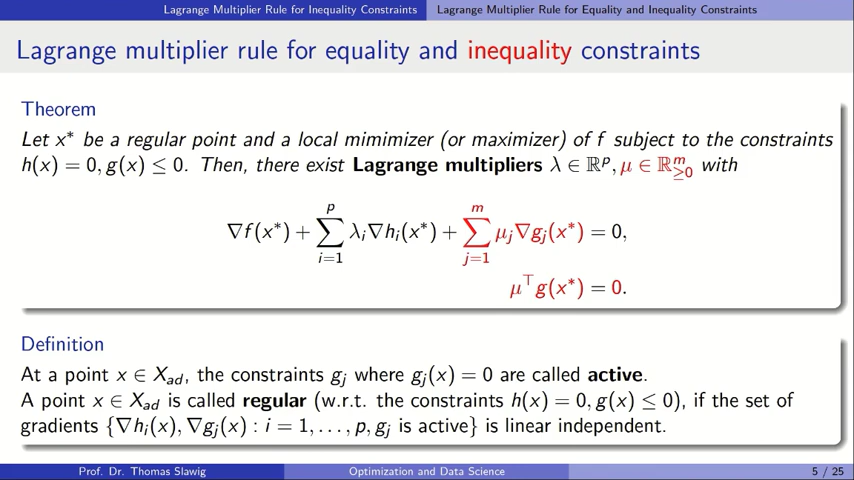 Lagrange Multiplier Rule for Inequality Constraints Lagrange Multiplier Rule for Equality and Inequality Constraints
Lagrange multiplier rule for equality and inequality constraints
Theorem
Let x* be a regular point and a local mimimizer (or maximizer) of f subject to the constraints
h(x) = 0, g(x) ≤ 0. Then, there exist Lagrange multipliers λ ∈ ℝᵖ, μ ∈ ℝᵐ≥0 with
∇f(x*) + ∑_{i=1}^{p} λᵢ∇hᵢ(x*) + ∑_{j=1}^{m} μⱼ∇gⱼ(x*) = 0,
μ⊤g(x*) = 0.
Definition
At a point x ∈ X_{ad}, the constraints gⱼ where gⱼ(x) = 0 are called active.
A point x ∈ X_{ad} is called regular (w.r.t. the constraints h(x) = 0, g(x) ≤ 0), if the set of
gradients {∇hᵢ(x), ∇gⱼ(x) : i = 1, . . . , p, gⱼ is active} is linear independent.
Prof. Dr. Thomas Slawig Optimization and Data Science 5 / 25